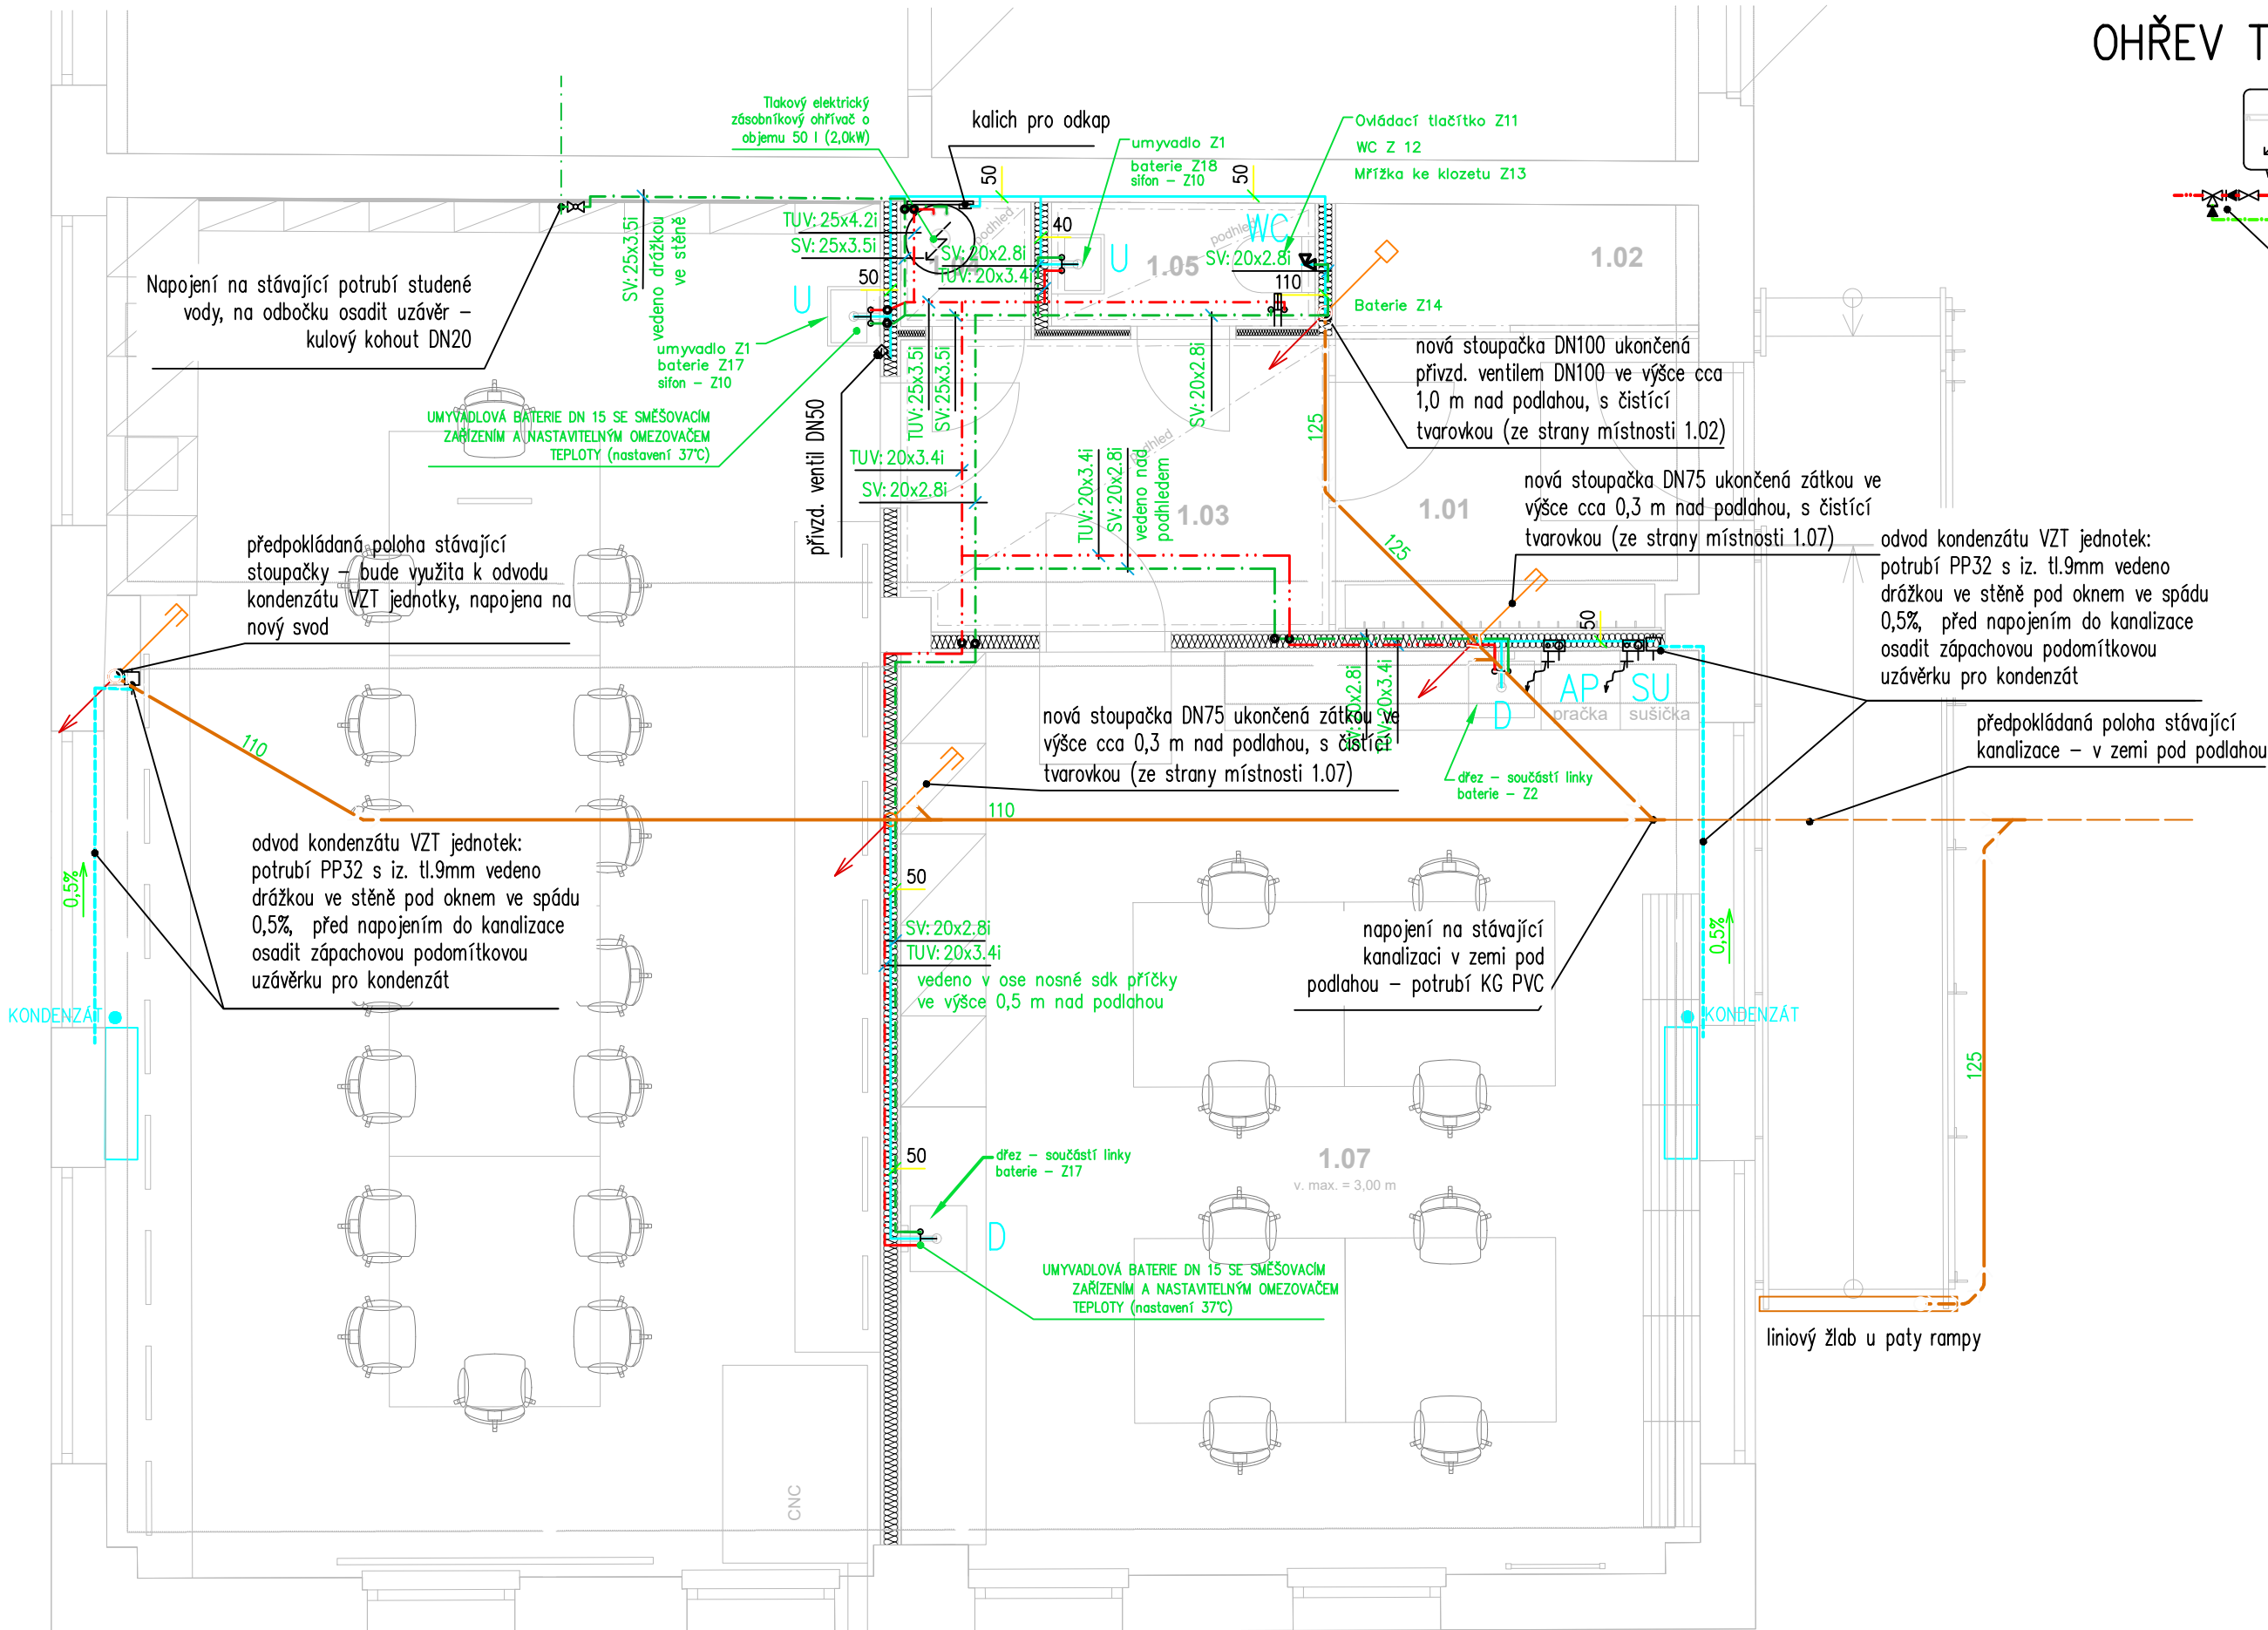 OHŘEV T
Tlakový elektrický
zásobníkový ohřívač o
objemu 50 l (2,0kW)
kalich pro odkap
umyvadlo Z1
baterie Z18
sifon – Z10
Ovládací tlačítko Z11
WC Z 12
Mřížka ke klozetu Z13
50
50
TUV: 25x4.2i
SV: 25x3.5i
SV: 25x3.5i
vedeno drážkou
ve stěně
podhled
40
U
1.05
WC
SV: 20x2.8i
TUV: 20x3.4i
SV: 20x2.8i
1.02
110
50
U
Baterie Z14
Napojení na stávající potrubí studené
vody, na odbočku osadit uzávěr –
kulový kohout DN20
umyvadlo Z1
baterie Z17
sifon – Z10
UMYVADLOVÁ BATERIE DN 15 SE SMĚŠOVACÍM
ZAŘÍZENÍM A NASTAVITELNÝM OMEZOVAČEM
TEPLOTY (nastavení 37°C)
přivzd. ventil DN50
TUV: 25x3.5i
SV: 25x3.5i
SV: 20x2.8i
125
nová stoupačka DN100 ukončená
přivzd. ventilem DN100 ve výšce cca
1,0 m nad podlahou, s čistící
tvarovkou (ze strany místnosti 1.02)
TUV: 20x3.4i
SV: 20x2.8i
TUV: 20x3.4i
SV: 20x2.8i
vedeno nad
podhledem
podhled
1.03
1.01
125
nová stoupačka DN75 ukončená zátkou ve
výšce cca 0,3 m nad podlahou, s čistící
tvarovkou (ze strany místnosti 1.07)
odvod kondenzátu VZT jednotek:
potrubí PP32 s iz. tl.9mm vedeno
drážkou ve stěně pod oknem ve spádu
0,5%, před napojením do kanalizace
osadit zápachovou podomítkovou
uzávěrku pro kondenzát
předpokládaná poloha stávající
stoupačky – bude využita k odvodu
kondenzátu VZT jednotky, napojena na
nový svod
50
AP
SU
pračka
sušička
D
SV: 20x2.8i
TUV: 20x3.4i
110
nová stoupačka DN75 ukončená zátkou ve
výšce cca 0,3 m nad podlahou, s čistící
tvarovkou (ze strany místnosti 1.07)
předpokládaná poloha stávající
kanalizace – v zemi pod podlahou
dřez – součástí linky
baterie – Z2
110
odvod kondenzátu VZT jednotek:
potrubí PP32 s iz. tl.9mm vedeno
drážkou ve stěně pod oknem ve spádu
0,5%, před napojením do kanalizace
osadit zápachovou podomítkovou
uzávěrku pro kondenzát
0,5%
50
SV: 20x2.8i
TUV: 20x3.4i
vedeno v ose nosné sdk příčky
ve výšce 0,5 m nad podlahou
napojení na stávající
kanalizaci v zemi pod
podlahou – potrubí KG PVC
0,5%
KONDENZÁT
KONDENZÁT
125
50
dřez – součástí linky
baterie – Z17
1.07
v. max. = 3,00 m
D
UMYVADLOVÁ BATERIE DN 15 SE SMĚŠOVACÍM
ZAŘÍZENÍM A NASTAVITELNÝM OMEZOVAČEM
TEPLOTY (nastavení 37°C)
liniový žlab u paty rampy
CNC